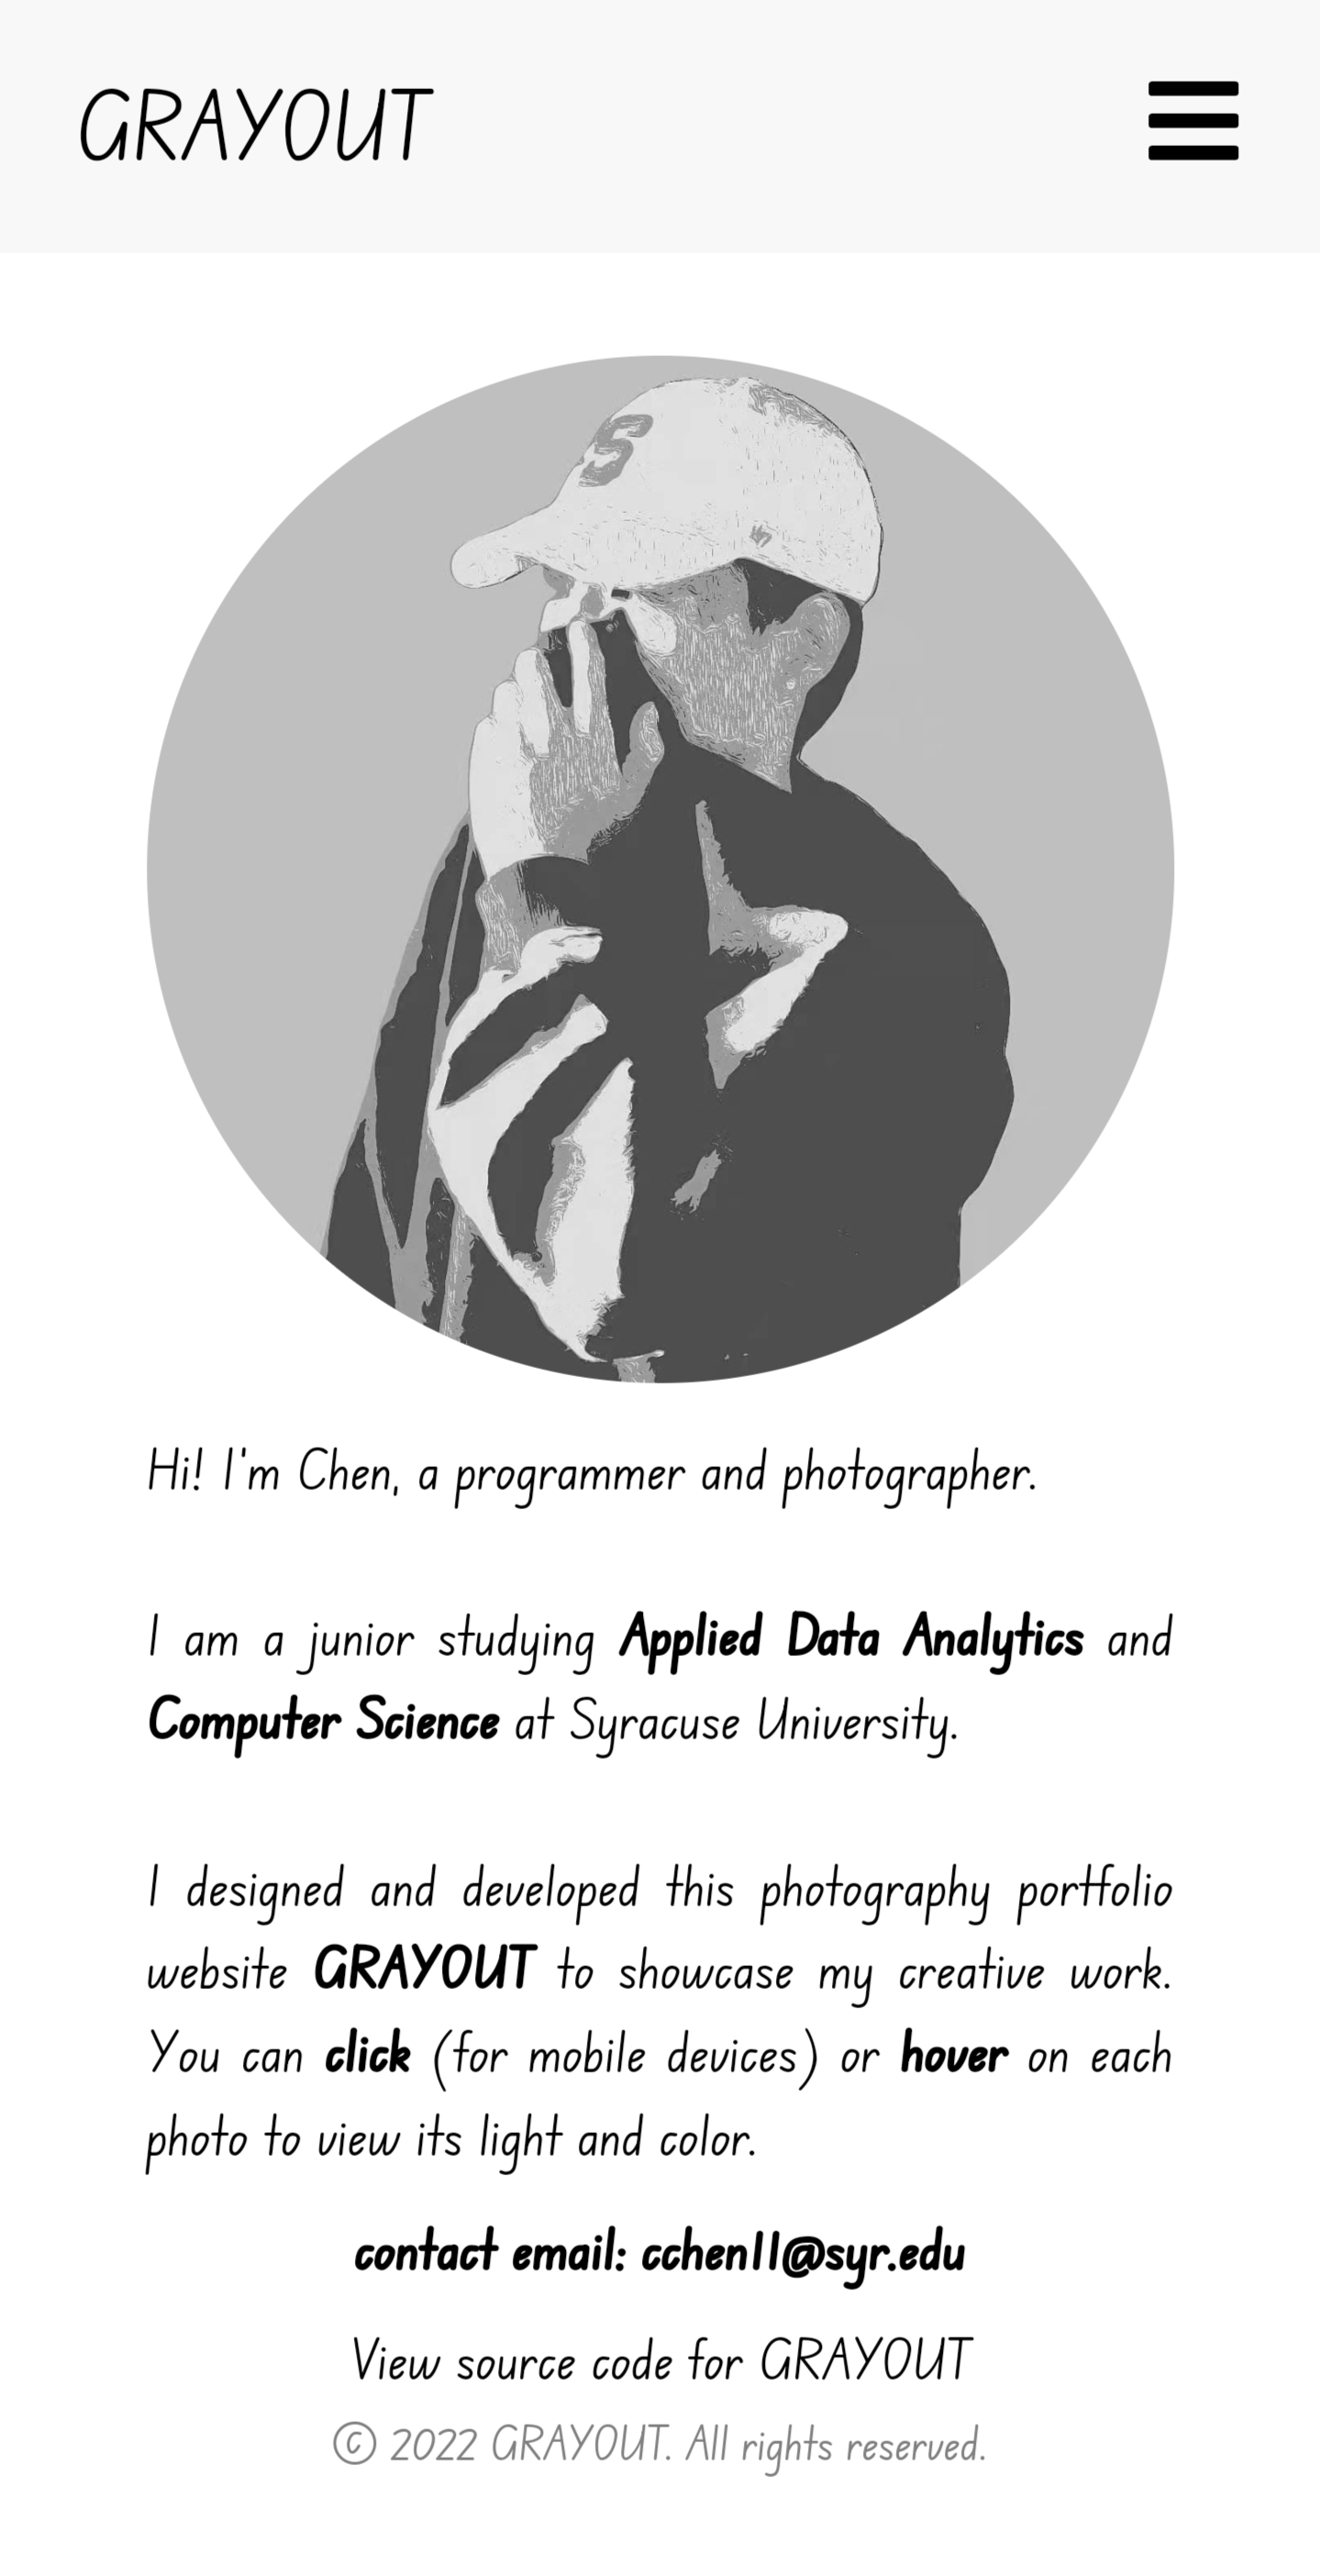 GRAYOUT
S
Hi! I'm Chen, a programmer and photographer.
I am a junior studying Applied Data Analytics and
Computer Science at Syracuse University.
I designed and developed this photography portfolio
website GRAYOUT to showcase my creative work.
You can click (for mobile devices) or hover on each
photo to view its light and color.
contact email: cchen11@syr.edu
View source code for GRAYOUT
© 2022 GRAYOUT. All rights reserved.